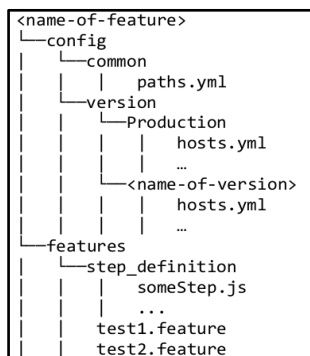 <name-of-feature>
└──config
│   └──common
│   │   │   paths.yml
│   └──version
│   │   └──Production
│   │   │   │   hosts.yml
│   │   │   │   …
│   │   └──<name-of-version>
│   │   │   │   hosts.yml
│   │   │   │   …
└──features
│   └──step_definition
│   │   │   someStep.js
│   │   │   ...
│   │   test1.feature
│   │   test2.feature